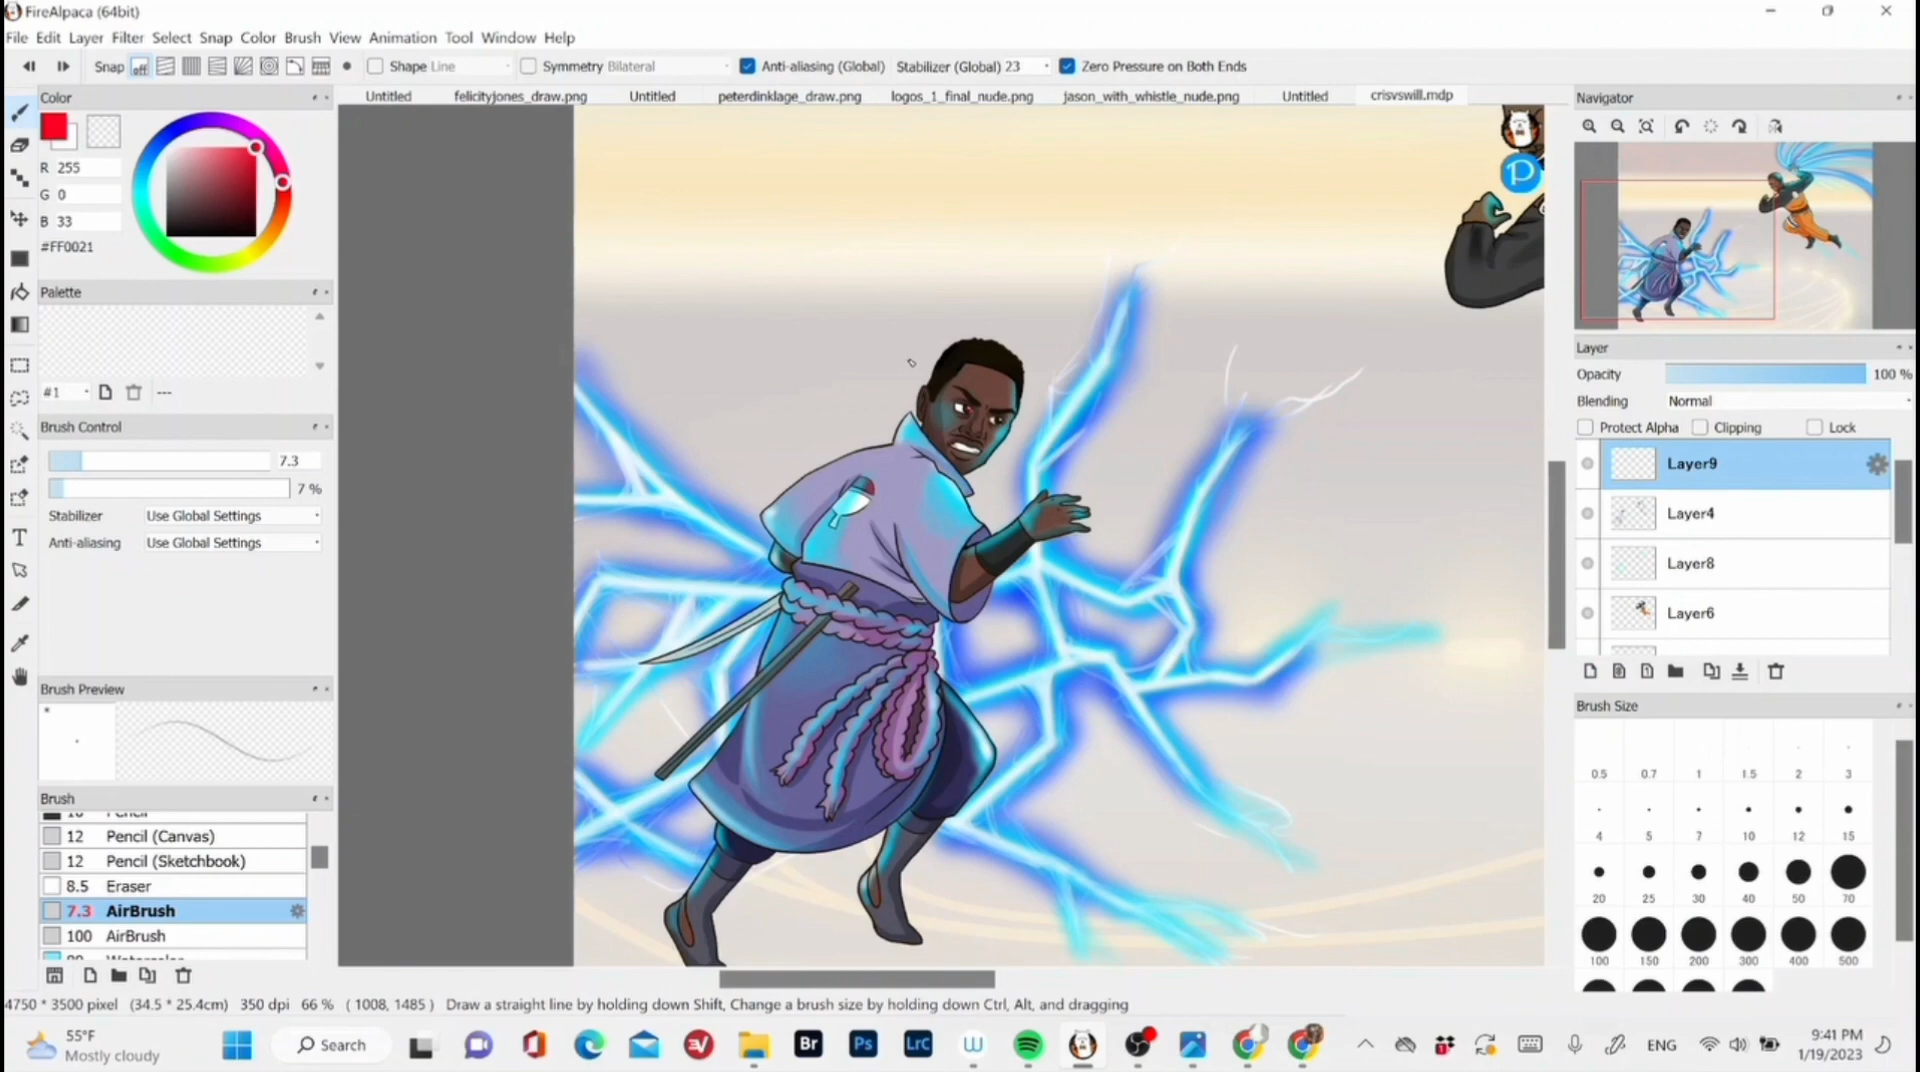 FireAlpaca (64bit)
File Edit Layer Filter Select Snap Color Brush View Animation Tool Window Help
Snap off Shape Line Symmetry Bilateral Anti-aliasing (Global) Stabilizer (Global) 23 Zero Pressure on Both Ends
Color
Untitled felicityjones_draw.png Untitled peterdinklage_draw.png logos_1_final_nude.png jason_with_whistle_nude.png Untitled crisvswill.mdp
Navigator
R 255
G 0
B 33
#FF0021
Palette
#1 ---
Brush Control
7.3
7 %
Stabilizer Use Global Settings
Anti-aliasing Use Global Settings
Brush Preview
Brush
Pencil
12 Pencil (Canvas)
12 Pencil (Sketchbook)
8.5 Eraser
7.3 AirBrush
100 AirBrush
Layer
Opacity 100 %
Blending Normal
Protect Alpha Clipping Lock
Layer9
Layer4
Layer8
Layer6
Brush Size
0.5 0.7 1 1.5 2 3
4 5 7 10 12 15
20 25 30 40 50 70
100 150 200 300 400 500
4750 * 3500 pixel (34.5 * 25.4cm) 350 dpi 66 % ( 1008, 1485 ) Draw a straight line by holding down Shift, Change a brush size by holding down Ctrl, Alt, and dragging
55°F
Mostly cloudy
Search
Br Ps LrC
ENG
9:41 PM
1/19/2023